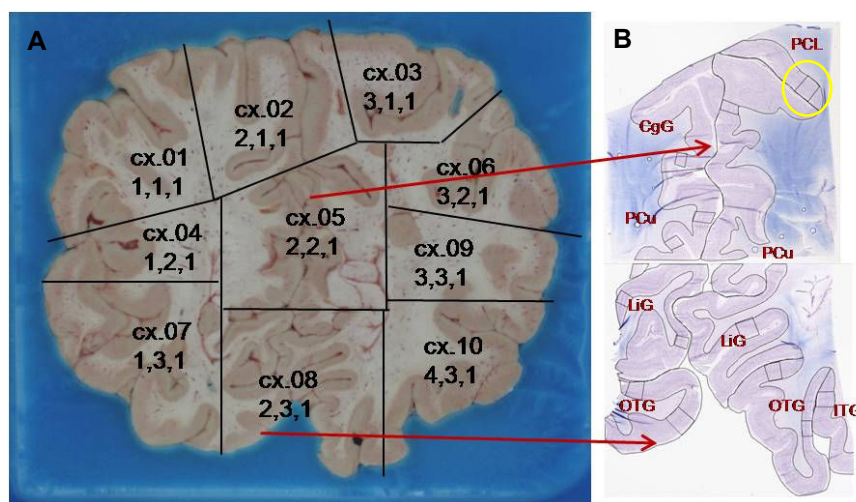 A
cx.01
1,1,1
cx.02
2,1,1
cx.03
3,1,1
cx.04
1,2,1
cx.05
2,2,1
cx.06
3,2,1
cx.07
1,3,1
cx.08
2,3,1
cx.09
3,3,1
cx.10
4,3,1
B
PCL
CgG
PCu
PCu
LiG
LiG
OTG
OTG
ITG